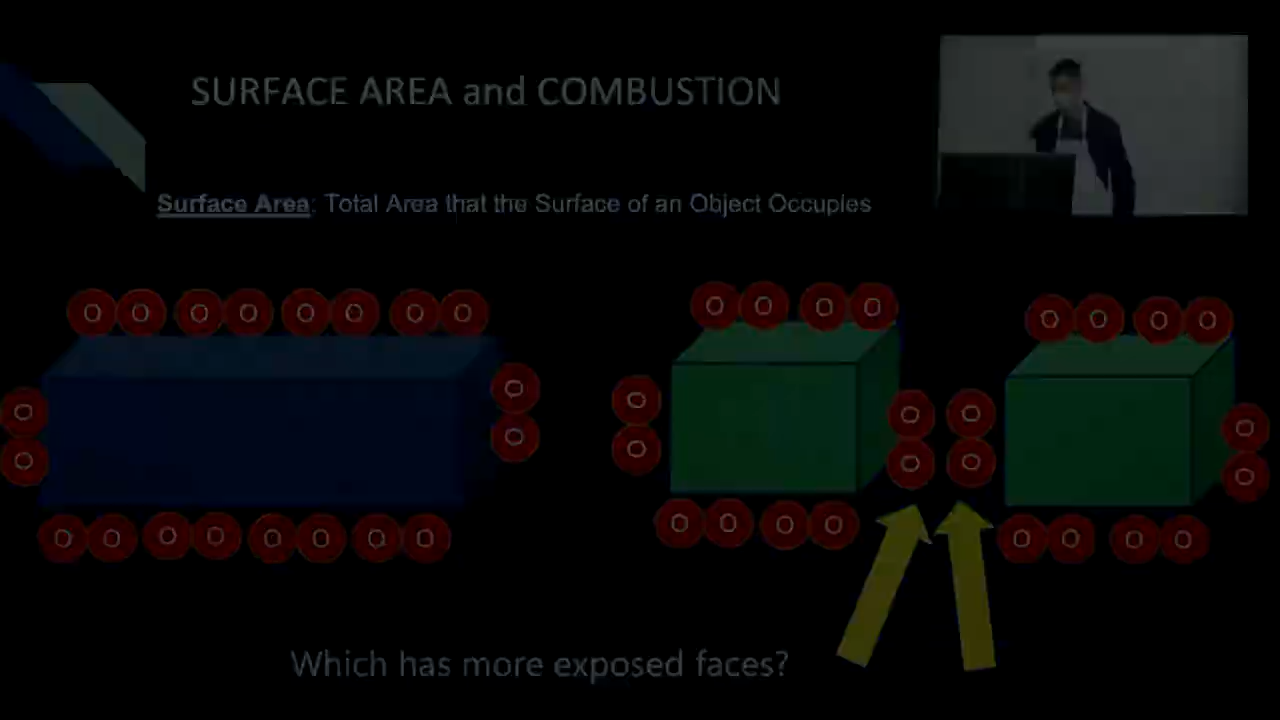 SURFACE AREA and COMBUSTION
Surface Area: Total Area that the Surface of an Object Occupies
O O O O O O O O
O O O O
O O O O
O
O
O
O
O
O
O
O
O
O
O
O
O O O O O O O O
O O O O
O O O O
Which has more exposed faces?